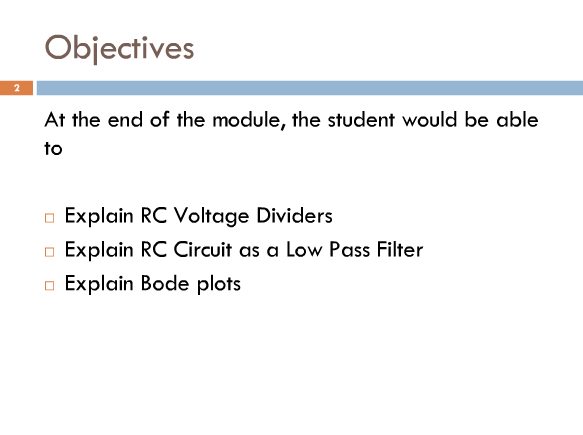 Objectives
2
At the end of the module, the student would be able
to
Explain RC Voltage Dividers
Explain RC Circuit as a Low Pass Filter
Explain Bode plots